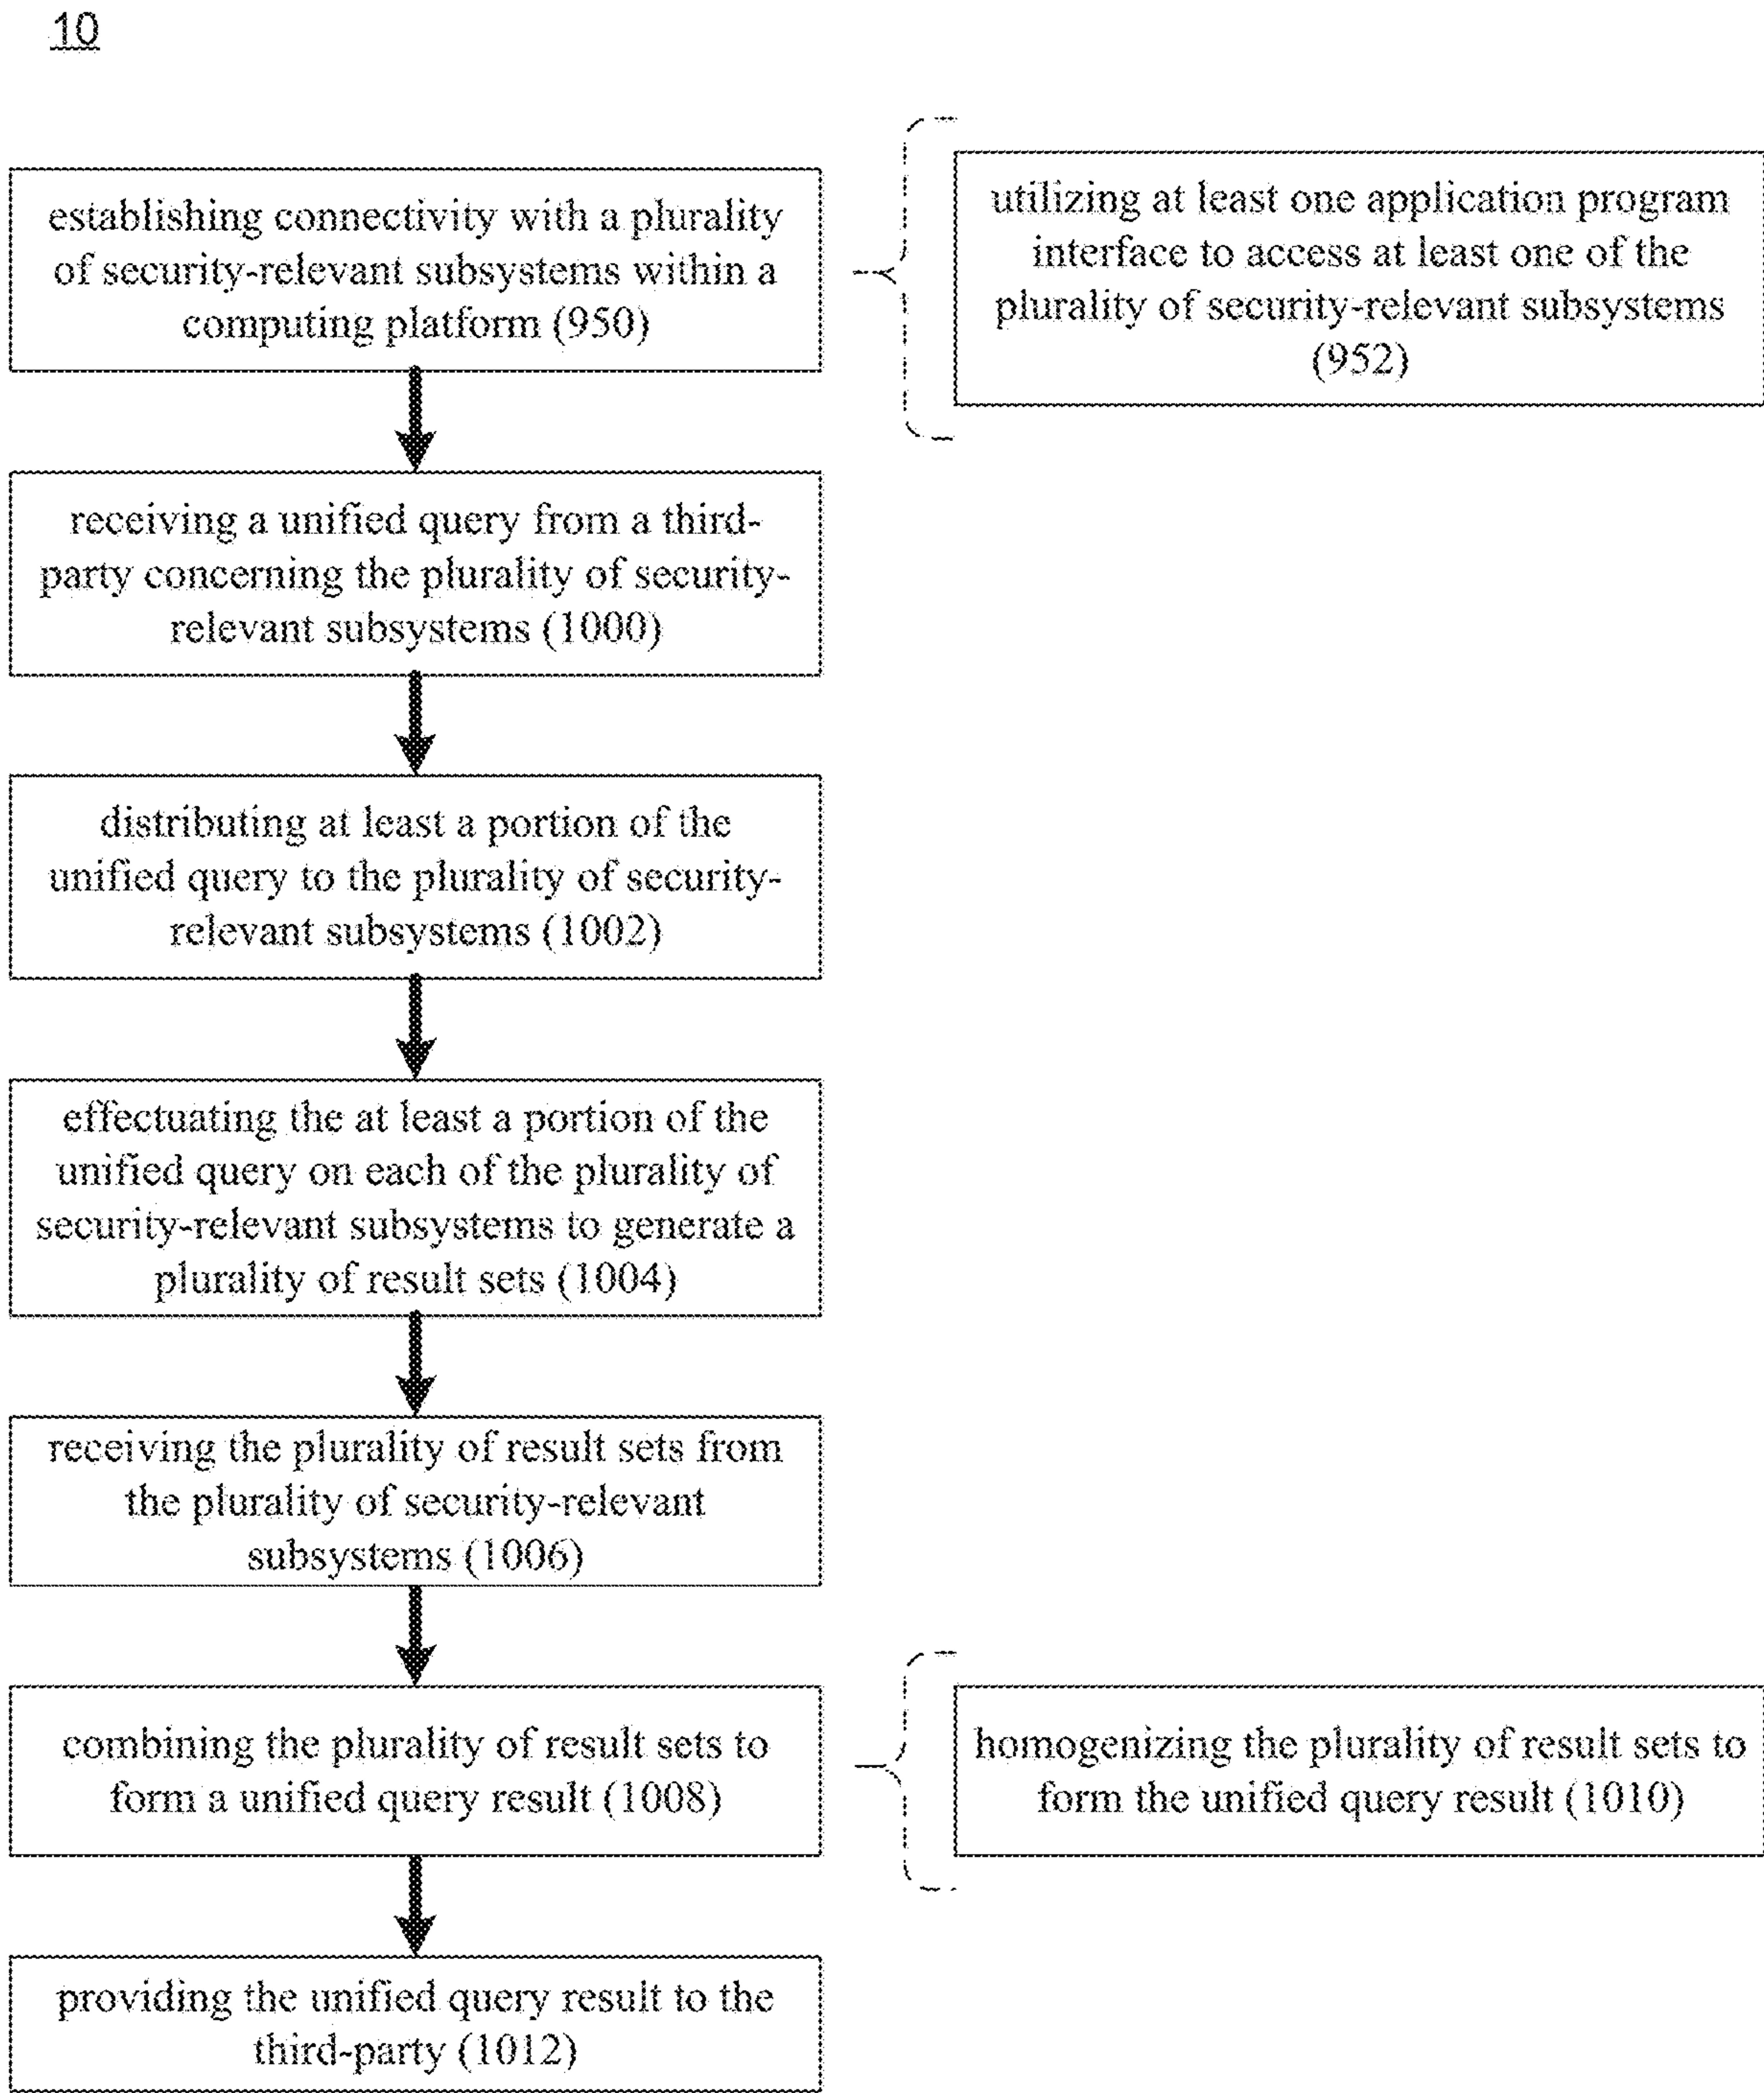 10
establishing connectivity with a plurality
of security-relevant subsystems within a
computing platform (950)
utilizing at least one application program
interface to access at least one of the
plurality of security-relevant subsystems
(952)
receiving a unified query from a third-
party concerning the plurality of security-
relevant subsystems (1000)
distributing at least a portion of the
unified query to the plurality of security-
relevant subsystems (1002)
effectuating the at least a portion of the
unified query on each of the plurality of
security-relevant subsystems to generate a
plurality of result sets (1004)
receiving the plurality of result sets from
the plurality of security-relevant
subsystems (1006)
combining the plurality of result sets to
form a unified query result (1008)
homogenizing the plurality of result sets to
form the unified query result (1010)
providing the unified query result to the
third-party (1012)